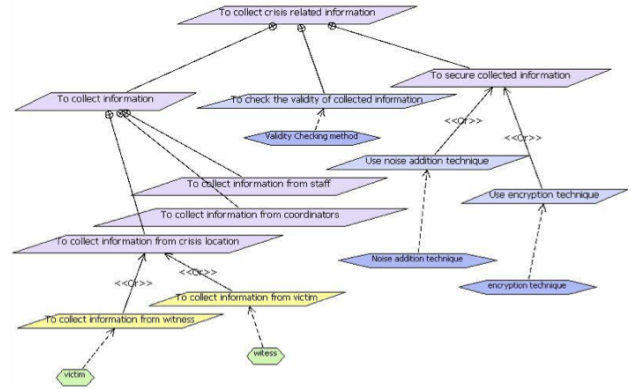 To collect crisis related information
To secure collected information
To collect information
To check the validity of collected information
<<Or>>
Validity Checking method
<<Or>>
Use noise addition technique
To collect information from staff
Use encryption technique
To collect information from coordinators
To collect information from crisis location
Noise addition technique
<<Or>>
<<Or>>
encryption technique
To collect information from victim
To collect information from witness
witess
victim